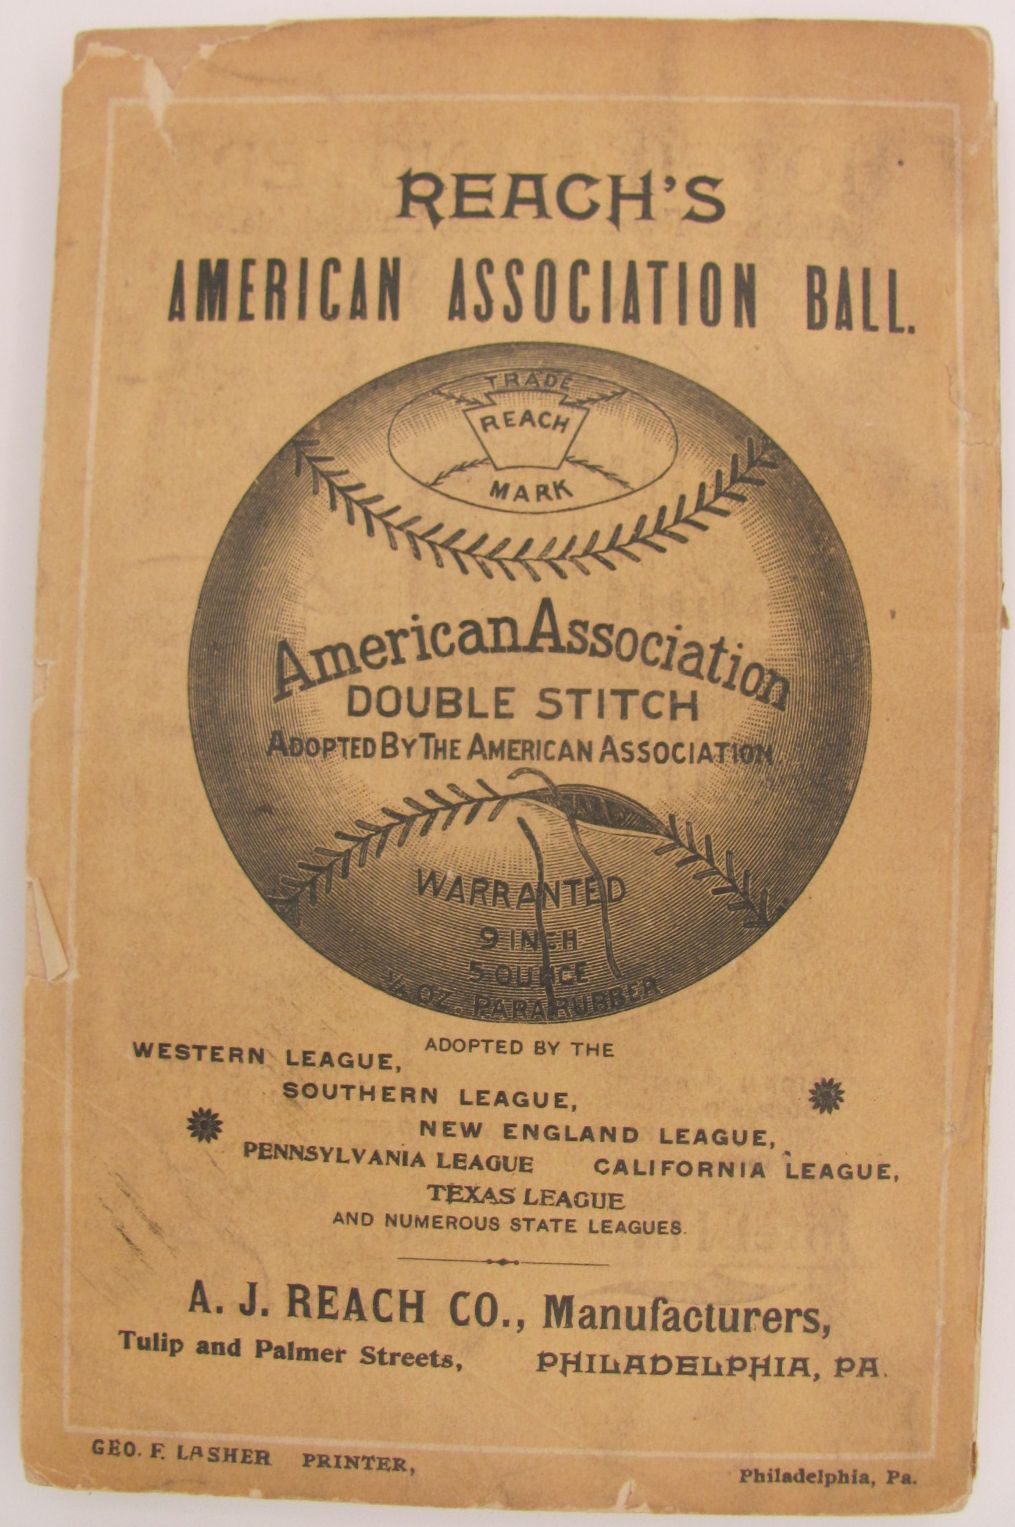 REACH'S
AMERICAN ASSOCIATION BALL.
TRADE
REACH
MARK
American Association
DOUBLE STITCH
ADOPTED BY THE AMERICAN ASSOCIATION.
WARRANTED
9 INCH
5 OUNCE
OZ. PARA RUBBER
ADOPTED BY THE
WESTERN LEAGUE,
SOUTHERN LEAGUE,
NEW ENGLAND LEAGUE,
PENNSYLVANIA LEAGUE CALIFORNIA LEAGUE,
TEXAS LEAGUE
AND NUMEROUS STATE LEAGUES.
A. J. REACH CO., Manufacturers,
Tulip and Palmer Streets, PHILADELPHIA, PA.
GEO. F. LASHER PRINTER, Philadelphia, Pa.